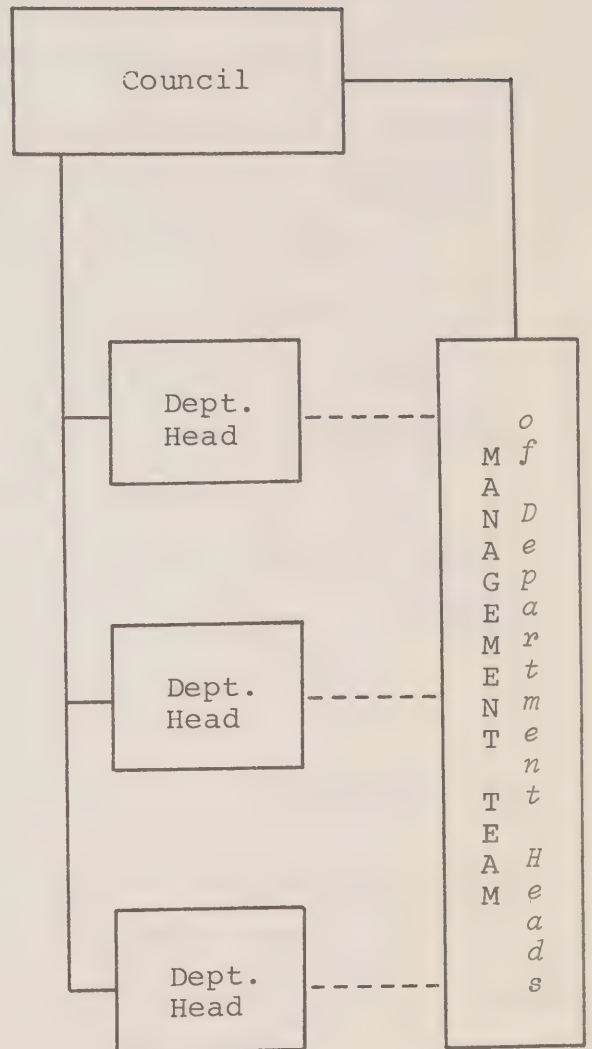 Council
Dept.
Head
Dept.
Head
Dept.
Head
MANAGEMENT TEAM
of Department Heads